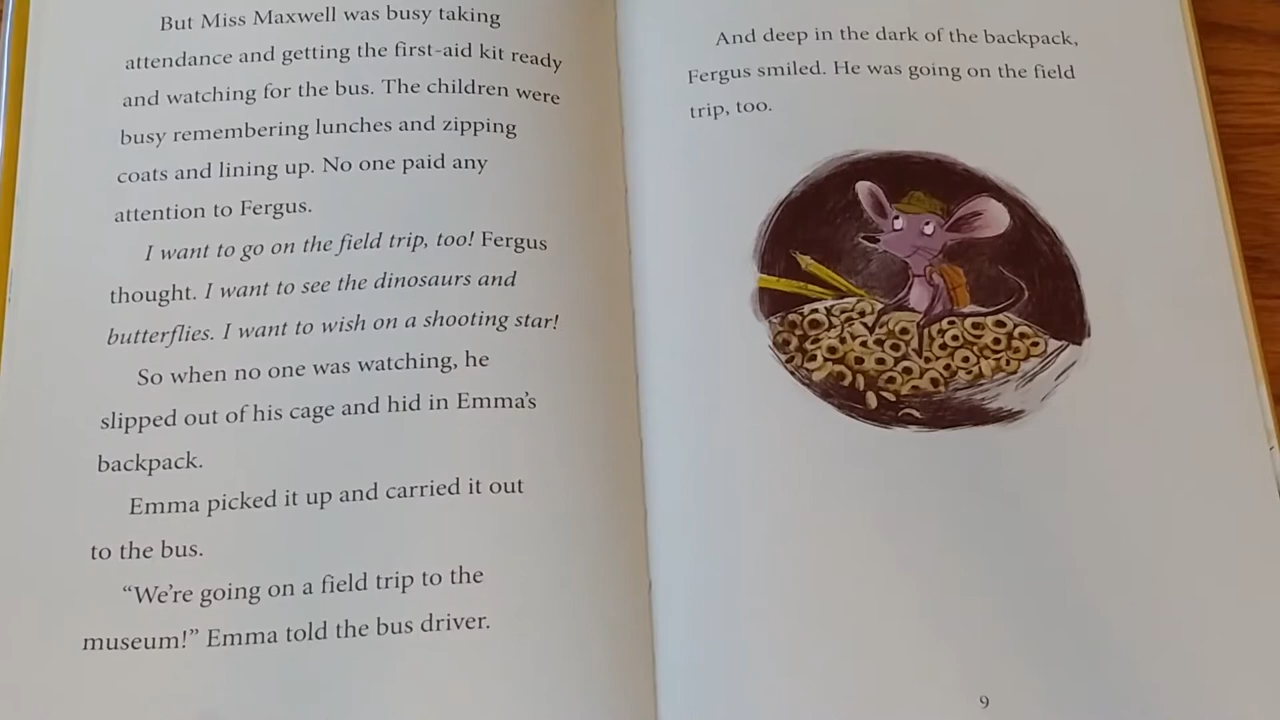 But Miss Maxwell was busy taking
attendance and getting the first-aid kit ready
and watching for the bus. The children were
busy remembering lunches and zipping
coats and lining up. No one paid any
attention to Fergus.
I want to go on the field trip, too! Fergus
thought. I want to see the dinosaurs and
butterflies. I want to wish on a shooting star!
So when no one was watching, he
slipped out of his cage and hid in Emma's
backpack.
Emma picked it up and carried it out
to the bus.
“We're going on a field trip to the
museum!” Emma told the bus driver.
And deep in the dark of the backpack,
Fergus smiled. He was going on the field
trip, too.
9